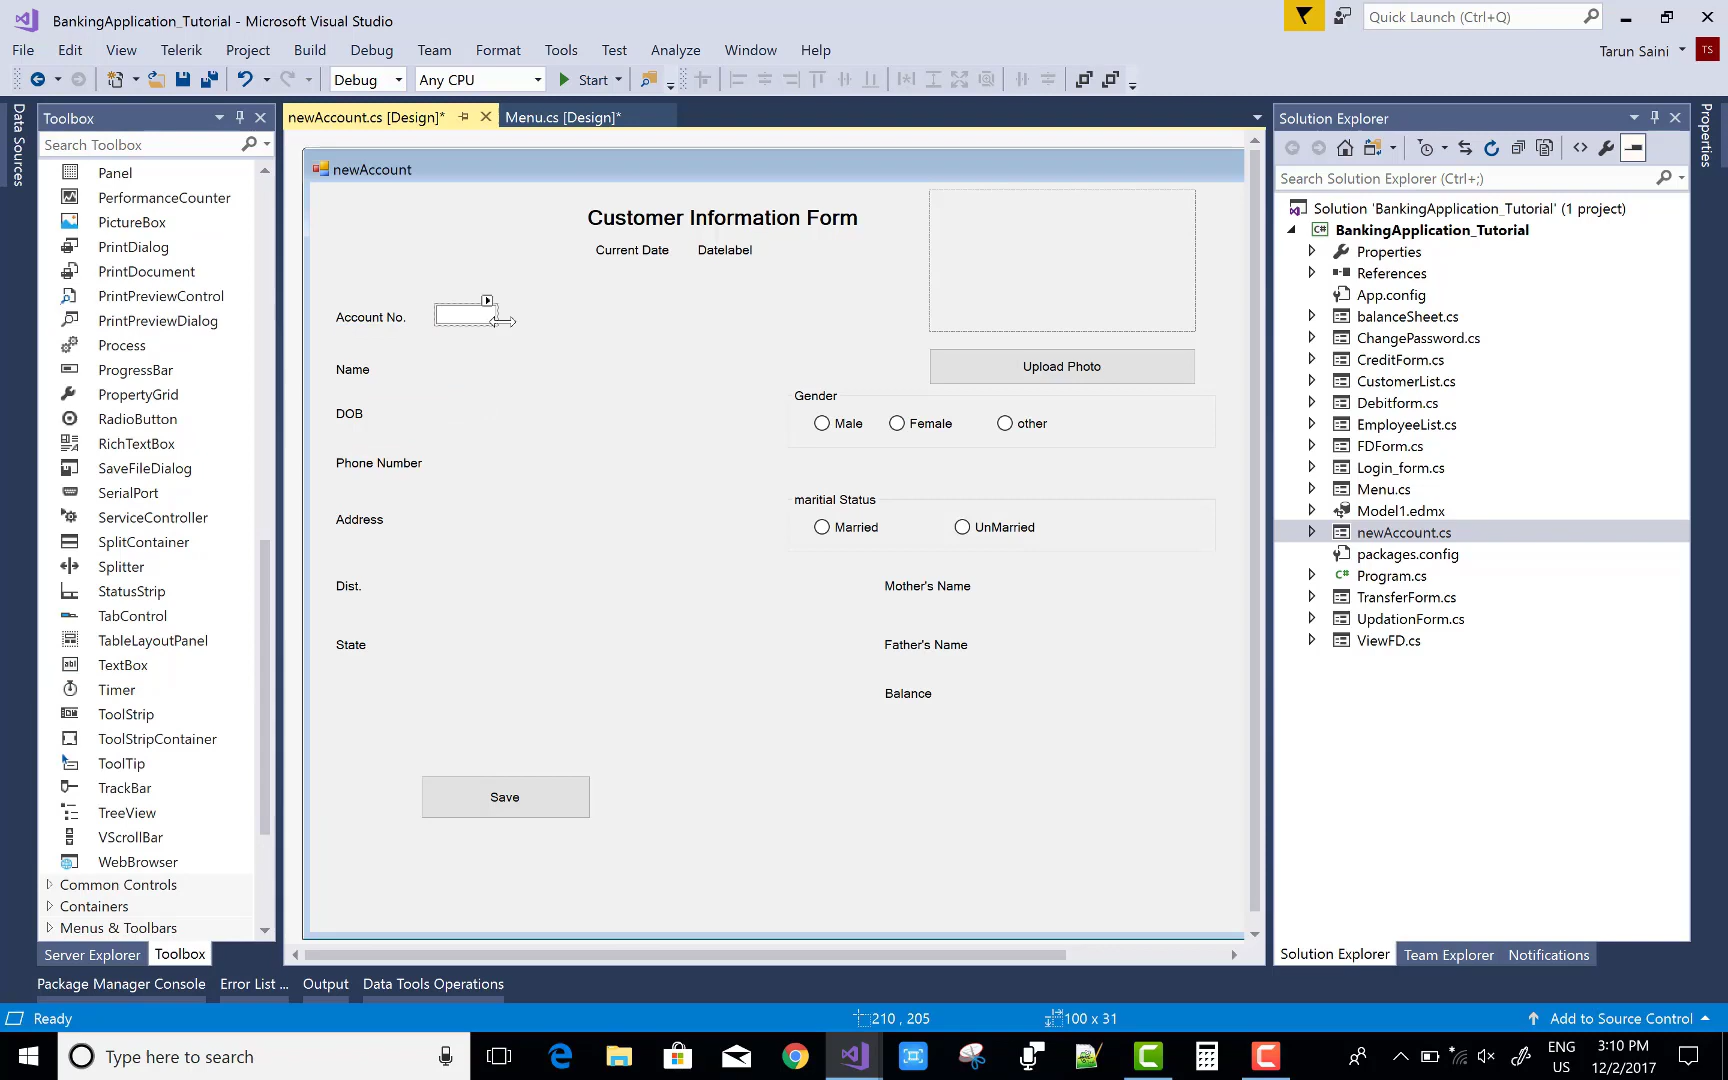 BankingApplication_Tutorial - Microsoft Visual Studio
Quick Launch (Ctrl+Q)
File Edit View Telerik Project Build Debug Team Format Tools Test Analyze Window Help
Tarun Saini TS
Debug Any CPU Start
Data Sources
Toolbox
Search Toolbox
Panel
PerformanceCounter
PictureBox
PrintDialog
PrintDocument
PrintPreviewControl
PrintPreviewDialog
Process
ProgressBar
PropertyGrid
RadioButton
RichTextBox
SaveFileDialog
SerialPort
ServiceController
SplitContainer
Splitter
StatusStrip
TabControl
TableLayoutPanel
TextBox
Timer
ToolStrip
ToolStripContainer
ToolTip
TrackBar
TreeView
VScrollBar
WebBrowser
Common Controls
Containers
Menus & Toolbars
Server Explorer Toolbox
newAccount.cs [Design]* Menu.cs [Design]*
newAccount
Customer Information Form
Current Date Datelabel
Account No.
Upload Photo
Name
Gender
DOB
Male Female other
Phone Number
maritial Status
Address
Married UnMarried
Dist.
Mother's Name
State
Father's Name
Balance
Save
Solution Explorer
Search Solution Explorer (Ctrl+;)
Solution 'BankingApplication_Tutorial' (1 project)
BankingApplication_Tutorial
Properties
References
App.config
balanceSheet.cs
ChangePassword.cs
CreditForm.cs
CustomerList.cs
Debitform.cs
EmployeeList.cs
FDForm.cs
Login_form.cs
Menu.cs
Model1.edmx
newAccount.cs
packages.config
Program.cs
TransferForm.cs
UpdationForm.cs
ViewFD.cs
Solution Explorer Team Explorer Notifications
Properties
Package Manager Console Error List ... Output Data Tools Operations
Ready 210 , 205 100 x 31 Add to Source Control
Type here to search
ENG
US
3:10 PM
12/2/2017